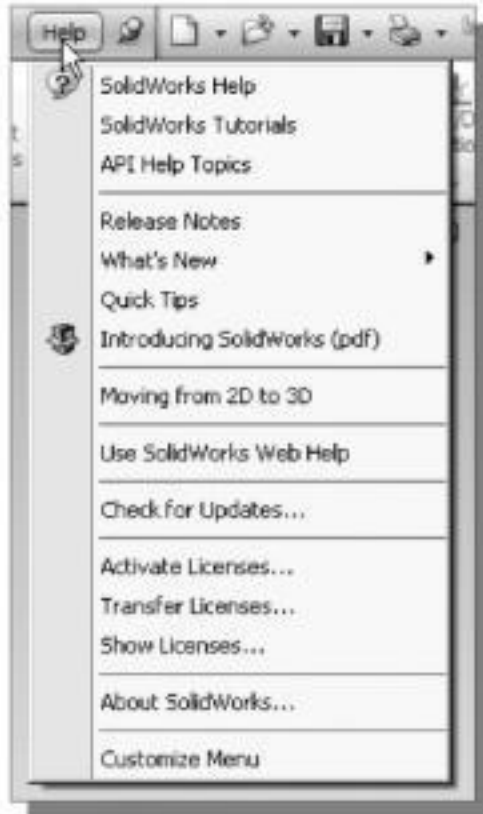 Help
SolidWorks Help
SolidWorks Tutorials
API Help Topics
Release Notes
What's New
Quick Tips
Introducing SolidWorks (pdf)
Moving from 2D to 3D
Use SolidWorks Web Help
Check for Updates...
Activate Licenses...
Transfer Licenses...
Show Licenses...
About SolidWorks...
Customize Menu